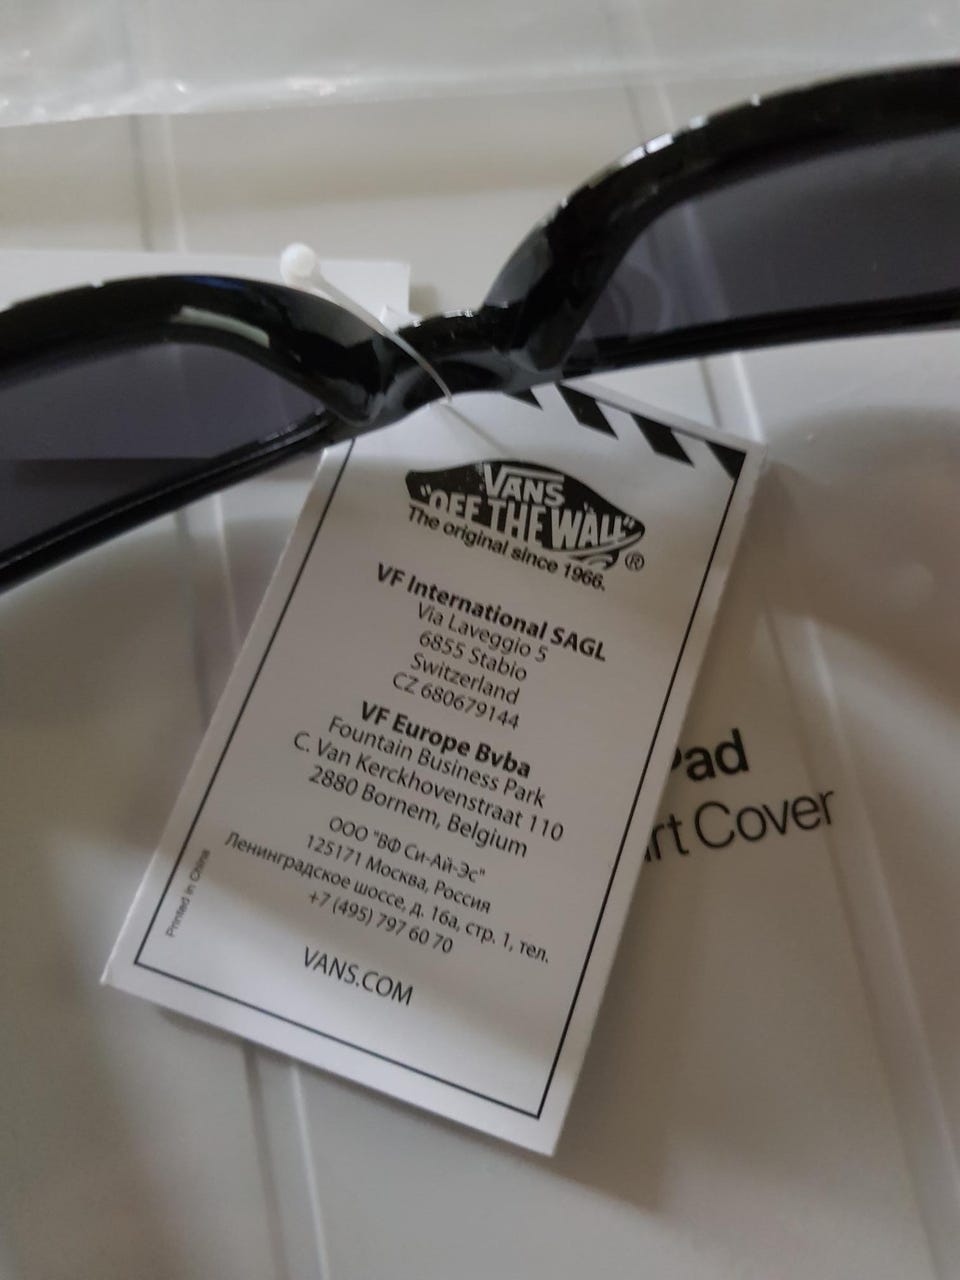 VANS
"OFF THE WALL"
®
The original since 1966.
VF International SAGL
Via Laveggio 5
6855 Stabio
Switzerland
CZ 680679144
VF Europe Bvba
Fountain Business Park
C. Van Kerckhovenstraat 110
2880 Bornem, Belgium
ООО "ВФ Си-Ай-Эс"
125171 Москва, Россия
Ленинградское шоссе, д. 16а, стр. 1, тел.
+7 (495) 797 60 70
VANS.COM
Printed in China
Pad
rt Cover